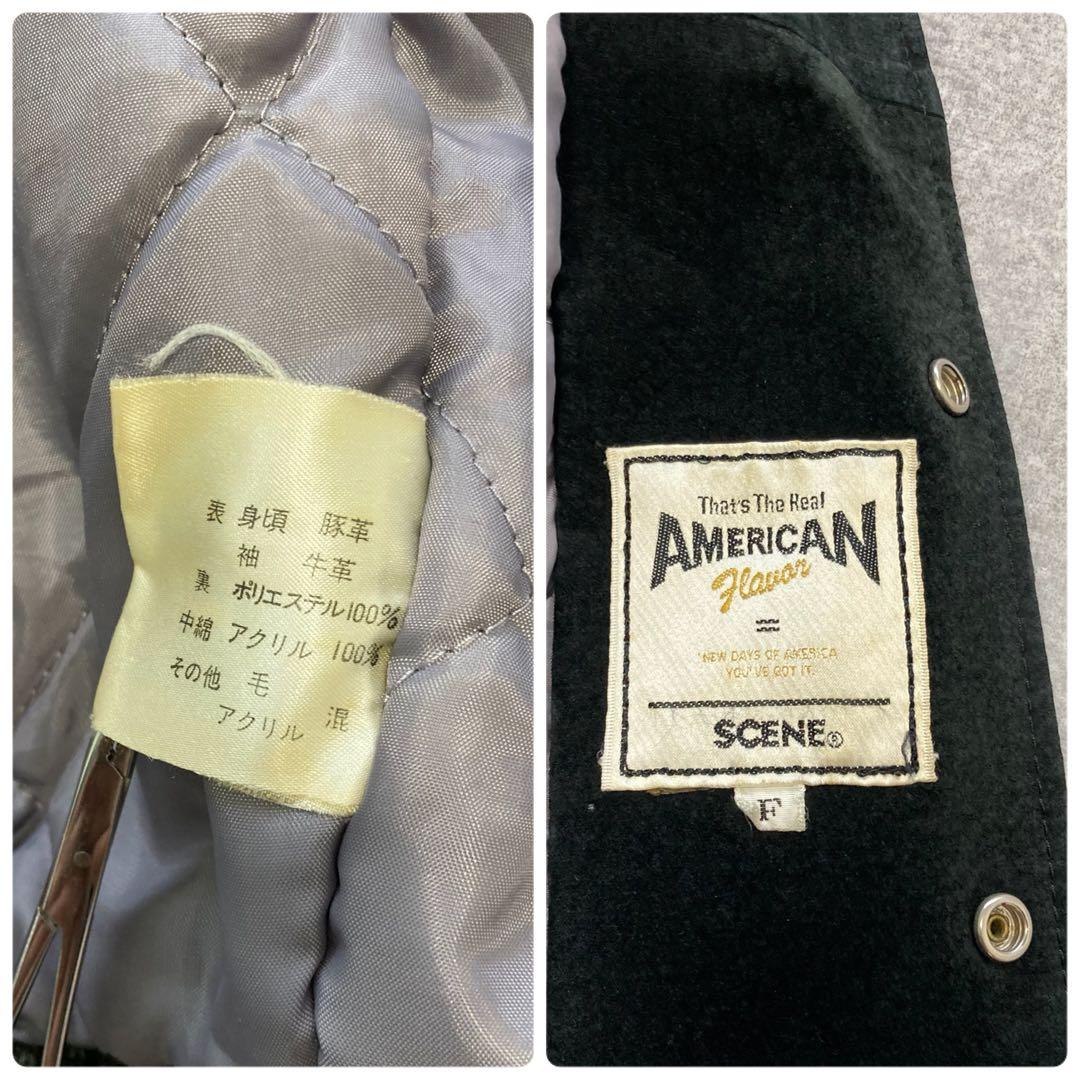 表 身頃 豚革
袖 牛革
裏 ポリエステル100%
中綿 アクリル 100%
その他 毛
アクリル 混
That's The Real
AMERICAN
Flavor
=
NEW DAYS OF AMERICA
YOU'VE GOT IT.
SCENE
F